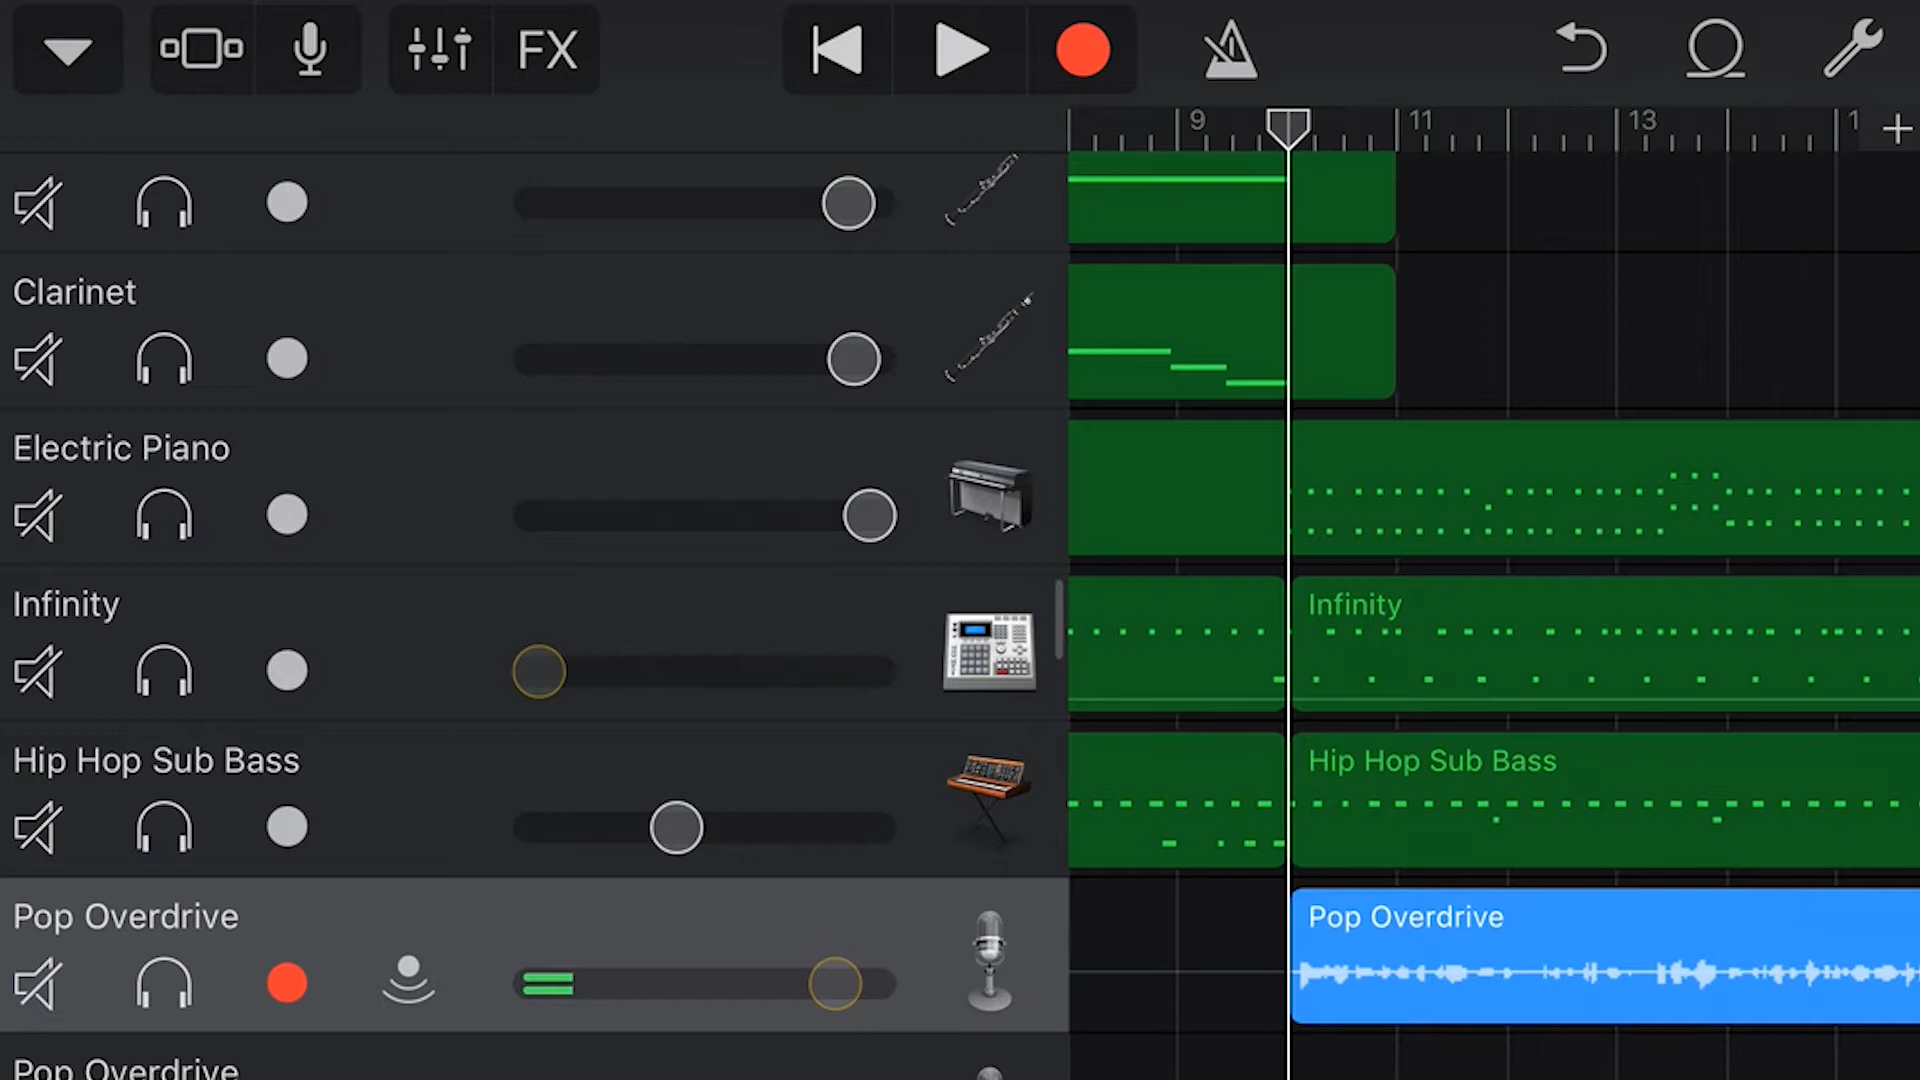 FX
9
11
13
1
Clarinet
Electric Piano
Infinity
Infinity
Hip Hop Sub Bass
Hip Hop Sub Bass
Pop Overdrive
Pop Overdrive
Pop Overdrive